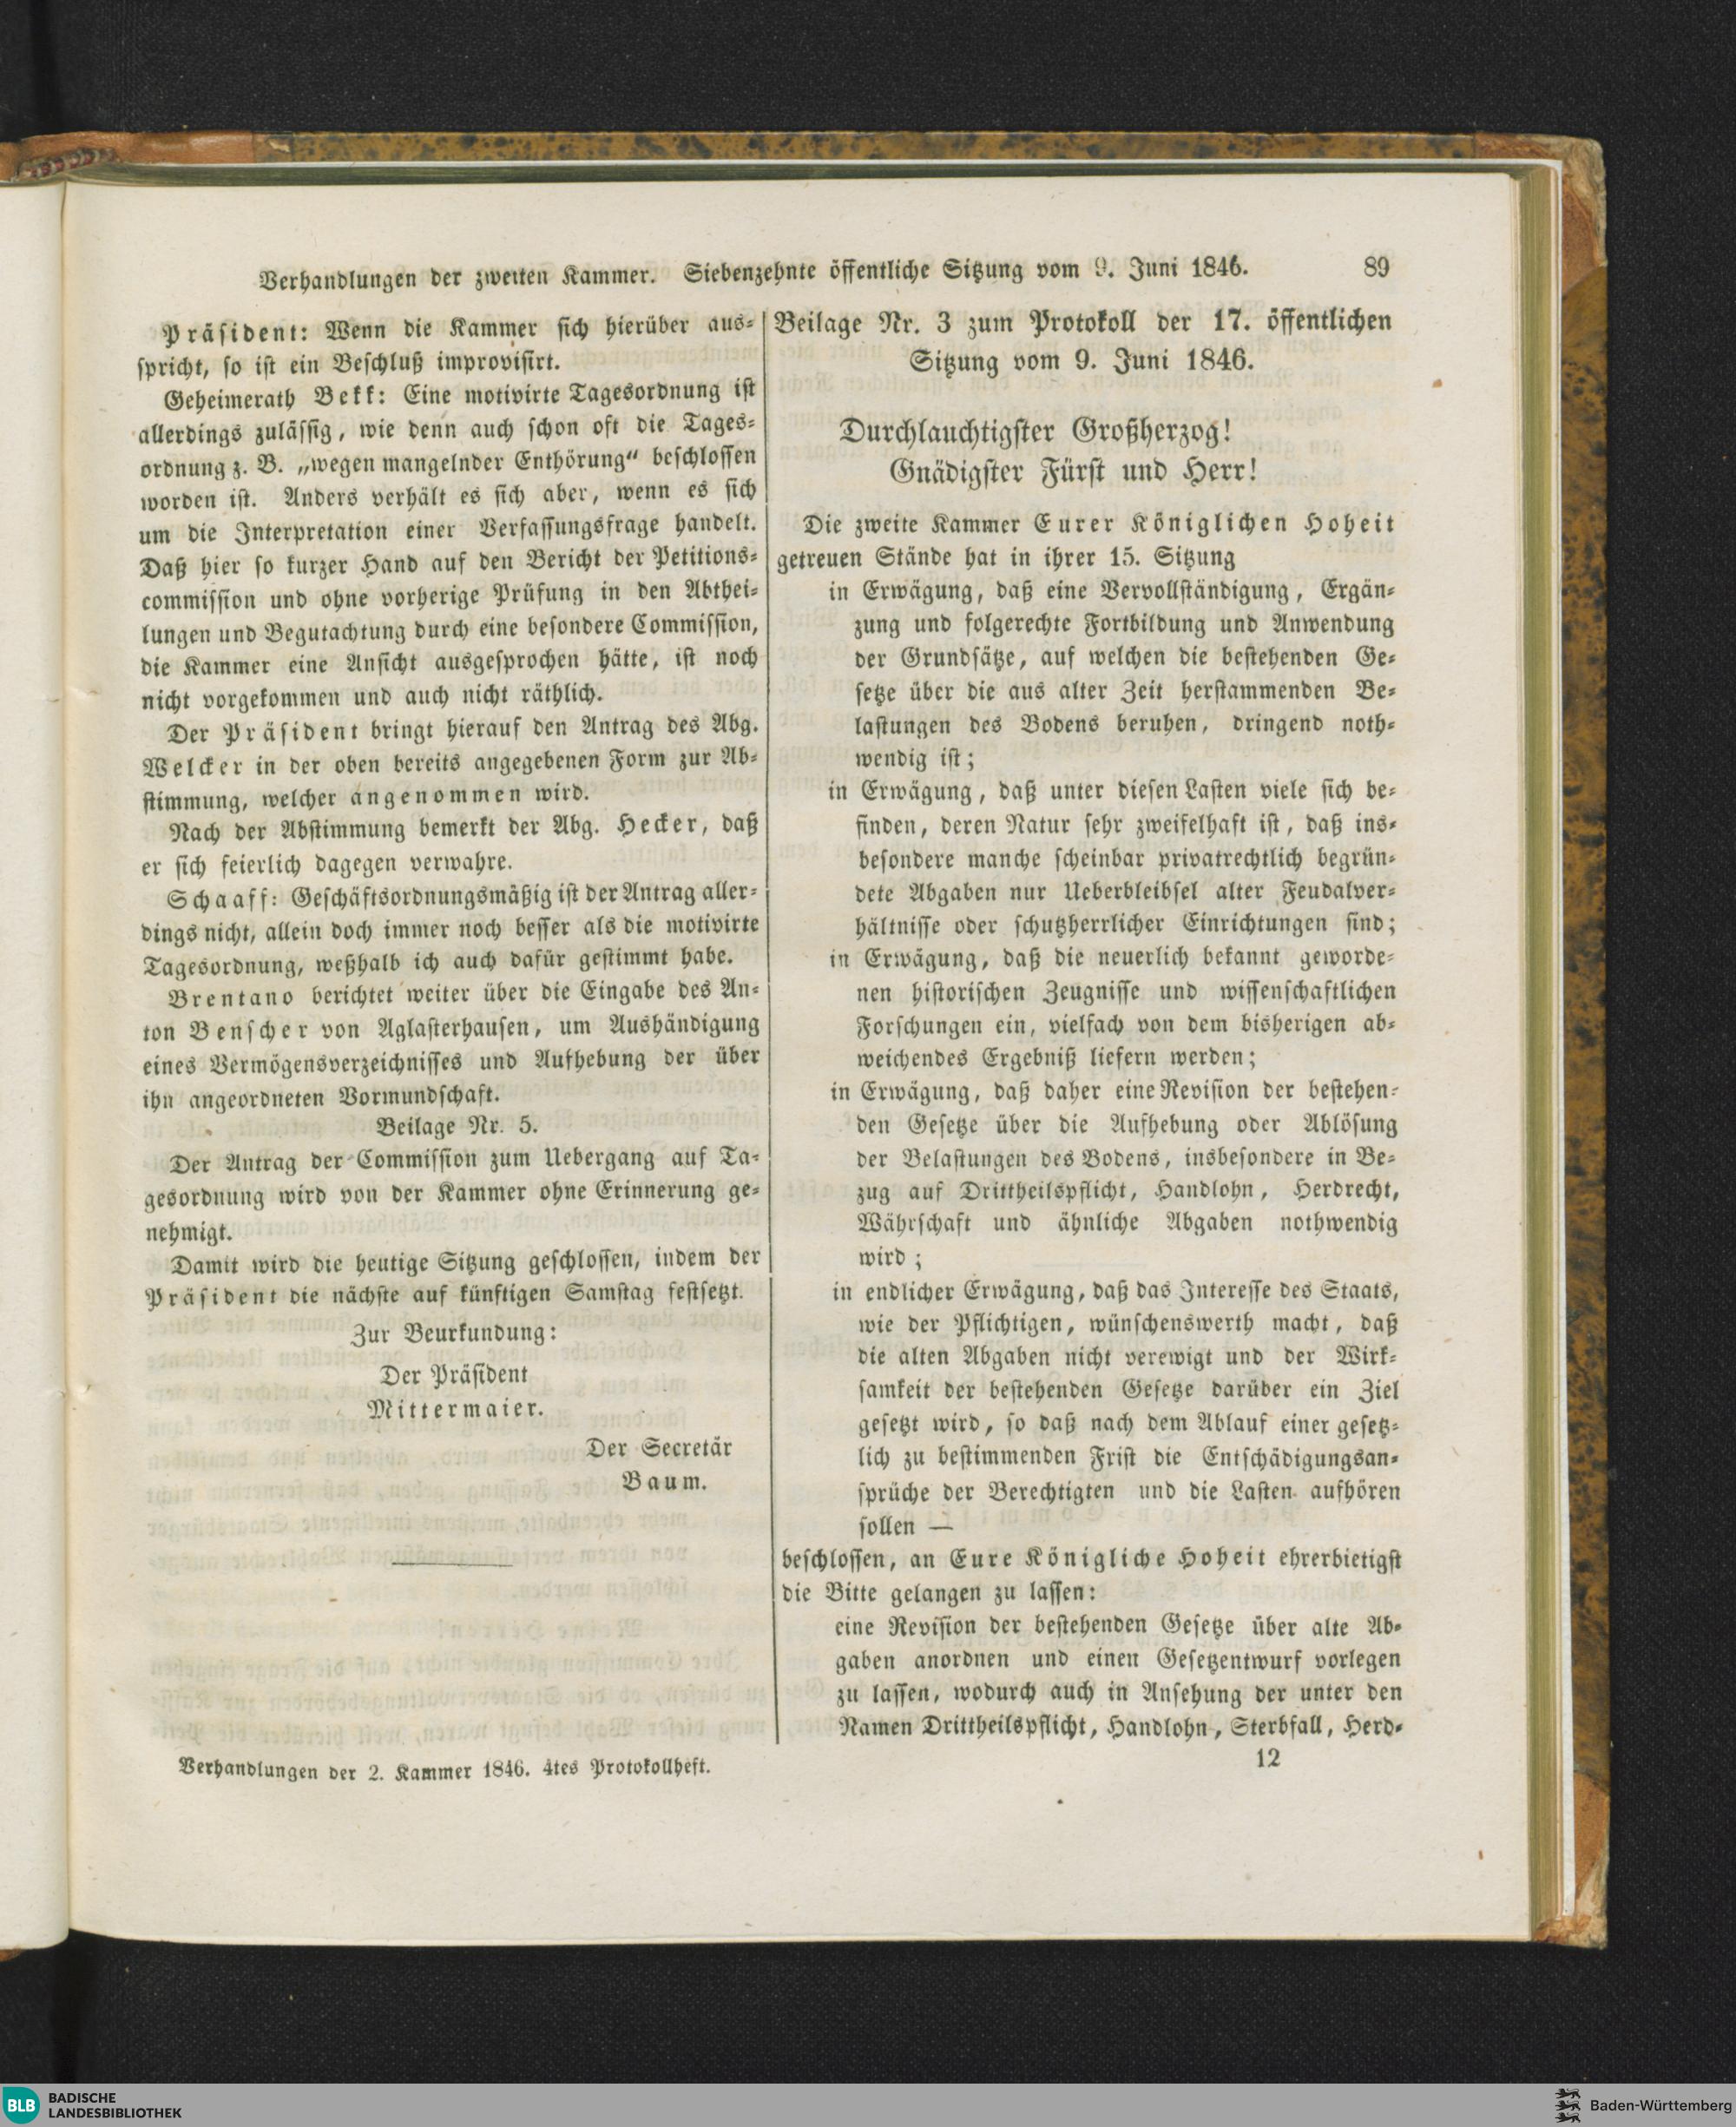 Verhandlungen der zweiten Kammer. Siebenzehnte öffentliche Sitzung vom 9. Juni 1846. 89
Präsident: Wenn die Kammer sich hierüber aus-
spricht, so ist ein Beschluß improvisirt.
Geheimerath Bekk: Eine motivirte Tagesordnung ist
allerdings zulässig, wie denn auch schon oft die Tages-
ordnung z. B. „wegen mangelnder Enthörung“ beschlossen
worden ist. Anders verhält es sich aber, wenn es sich
um die Interpretation einer Verfassungsfrage handelt.
Daß hier so kurzer Hand auf den Bericht der Petitions-
commission und ohne vorherige Prüfung in den Abthei-
lungen und Begutachtung durch eine besondere Commission,
die Kammer eine Ansicht ausgesprochen hätte, ist noch
nicht vorgekommen und auch nicht räthlich.
Der Präsident bringt hierauf den Antrag des Abg.
Welcker in der oben bereits angegebenen Form zur Ab-
stimmung, welcher angenommen wird.
Nach der Abstimmung bemerkt der Abg. Hecker, daß
er sich feierlich dagegen verwahre.
Schaaff: Geschäftsordnungsmäßig ist der Antrag aller-
dings nicht, allein doch immer noch besser als die motivirte
Tagesordnung, weßhalb ich auch dafür gestimmt habe.
Brentano berichtet weiter über die Eingabe des An-
ton Benscher von Aglasterhausen, um Aushändigung
eines Vermögensverzeichnisses und Aufhebung der über
ihn angeordneten Vormundschaft.
Beilage Nr. 5.
Der Antrag der Commission zum Uebergang auf Ta-
gesordnung wird von der Kammer ohne Erinnerung ge-
nehmigt.
Damit wird die heutige Sitzung geschlossen, indem der
Präsident die nächste auf künftigen Samstag festsetzt.
Zur Beurkundung:
Der Präsident
Mittermaier.
Der Secretär
Baum.
Beilage Nr. 3 zum Protokoll der 17. öffentlichen
Sitzung vom 9. Juni 1846.
Durchlauchtigster Großherzog!
Gnädigster Fürst und Herr!
Die zweite Kammer Eurer Königlichen Hoheit
getreuen Stände hat in ihrer 15. Sitzung
in Erwägung, daß eine Vervollständigung, Ergän-
zung und folgerechte Fortbildung und Anwendung
der Grundsätze, auf welchen die bestehenden Ge-
setze über die aus alter Zeit herstammenden Be-
lastungen des Bodens beruhen, dringend noth-
wendig ist;
in Erwägung, daß unter diesen Lasten viele sich be-
finden, deren Natur sehr zweifelhaft ist, daß ins-
besondere manche scheinbar privatrechtlich begrün-
dete Abgaben nur Ueberbleibsel alter Feudalver-
hältnisse oder schutzherrlicher Einrichtungen sind;
in Erwägung, daß die neuerlich bekannt geworde-
nen historischen Zeugnisse und wissenschaftlichen
Forschungen ein, vielfach von dem bisherigen ab-
weichendes Ergebniß liefern werden;
in Erwägung, daß daher eine Revision der bestehen-
den Gesetze über die Aufhebung oder Ablösung
der Belastungen des Bodens, insbesondere in Be-
zug auf Drittheilspflicht, Handlohn, Herdrecht,
Währschaft und ähnliche Abgaben nothwendig
wird;
in endlicher Erwägung, daß das Interesse des Staats,
wie der Pflichtigen, wünschenswerth macht, daß
die alten Abgaben nicht verewigt und der Wirk-
samkeit der bestehenden Gesetze darüber ein Ziel
gesetzt wird, so daß nach dem Ablauf einer gesetz-
lich zu bestimmenden Frist die Entschädigungsan-
sprüche der Berechtigten und die Lasten aufhören
sollen —
beschlossen, an Eure Königliche Hoheit ehrerbietigst
die Bitte gelangen zu lassen:
eine Revision der bestehenden Gesetze über alte Ab-
gaben anordnen und einen Gesetzentwurf vorlegen
zu lassen, wodurch auch in Ansehung der unter den
Namen Drittheilspflicht, Handlohn, Sterbfall, Herd-
Verhandlungen der 2. Kammer 1846. 4tes Protokollheft.
12
BLB BADISCHE
LANDESBIBLIOTHEK
Baden-Württemberg